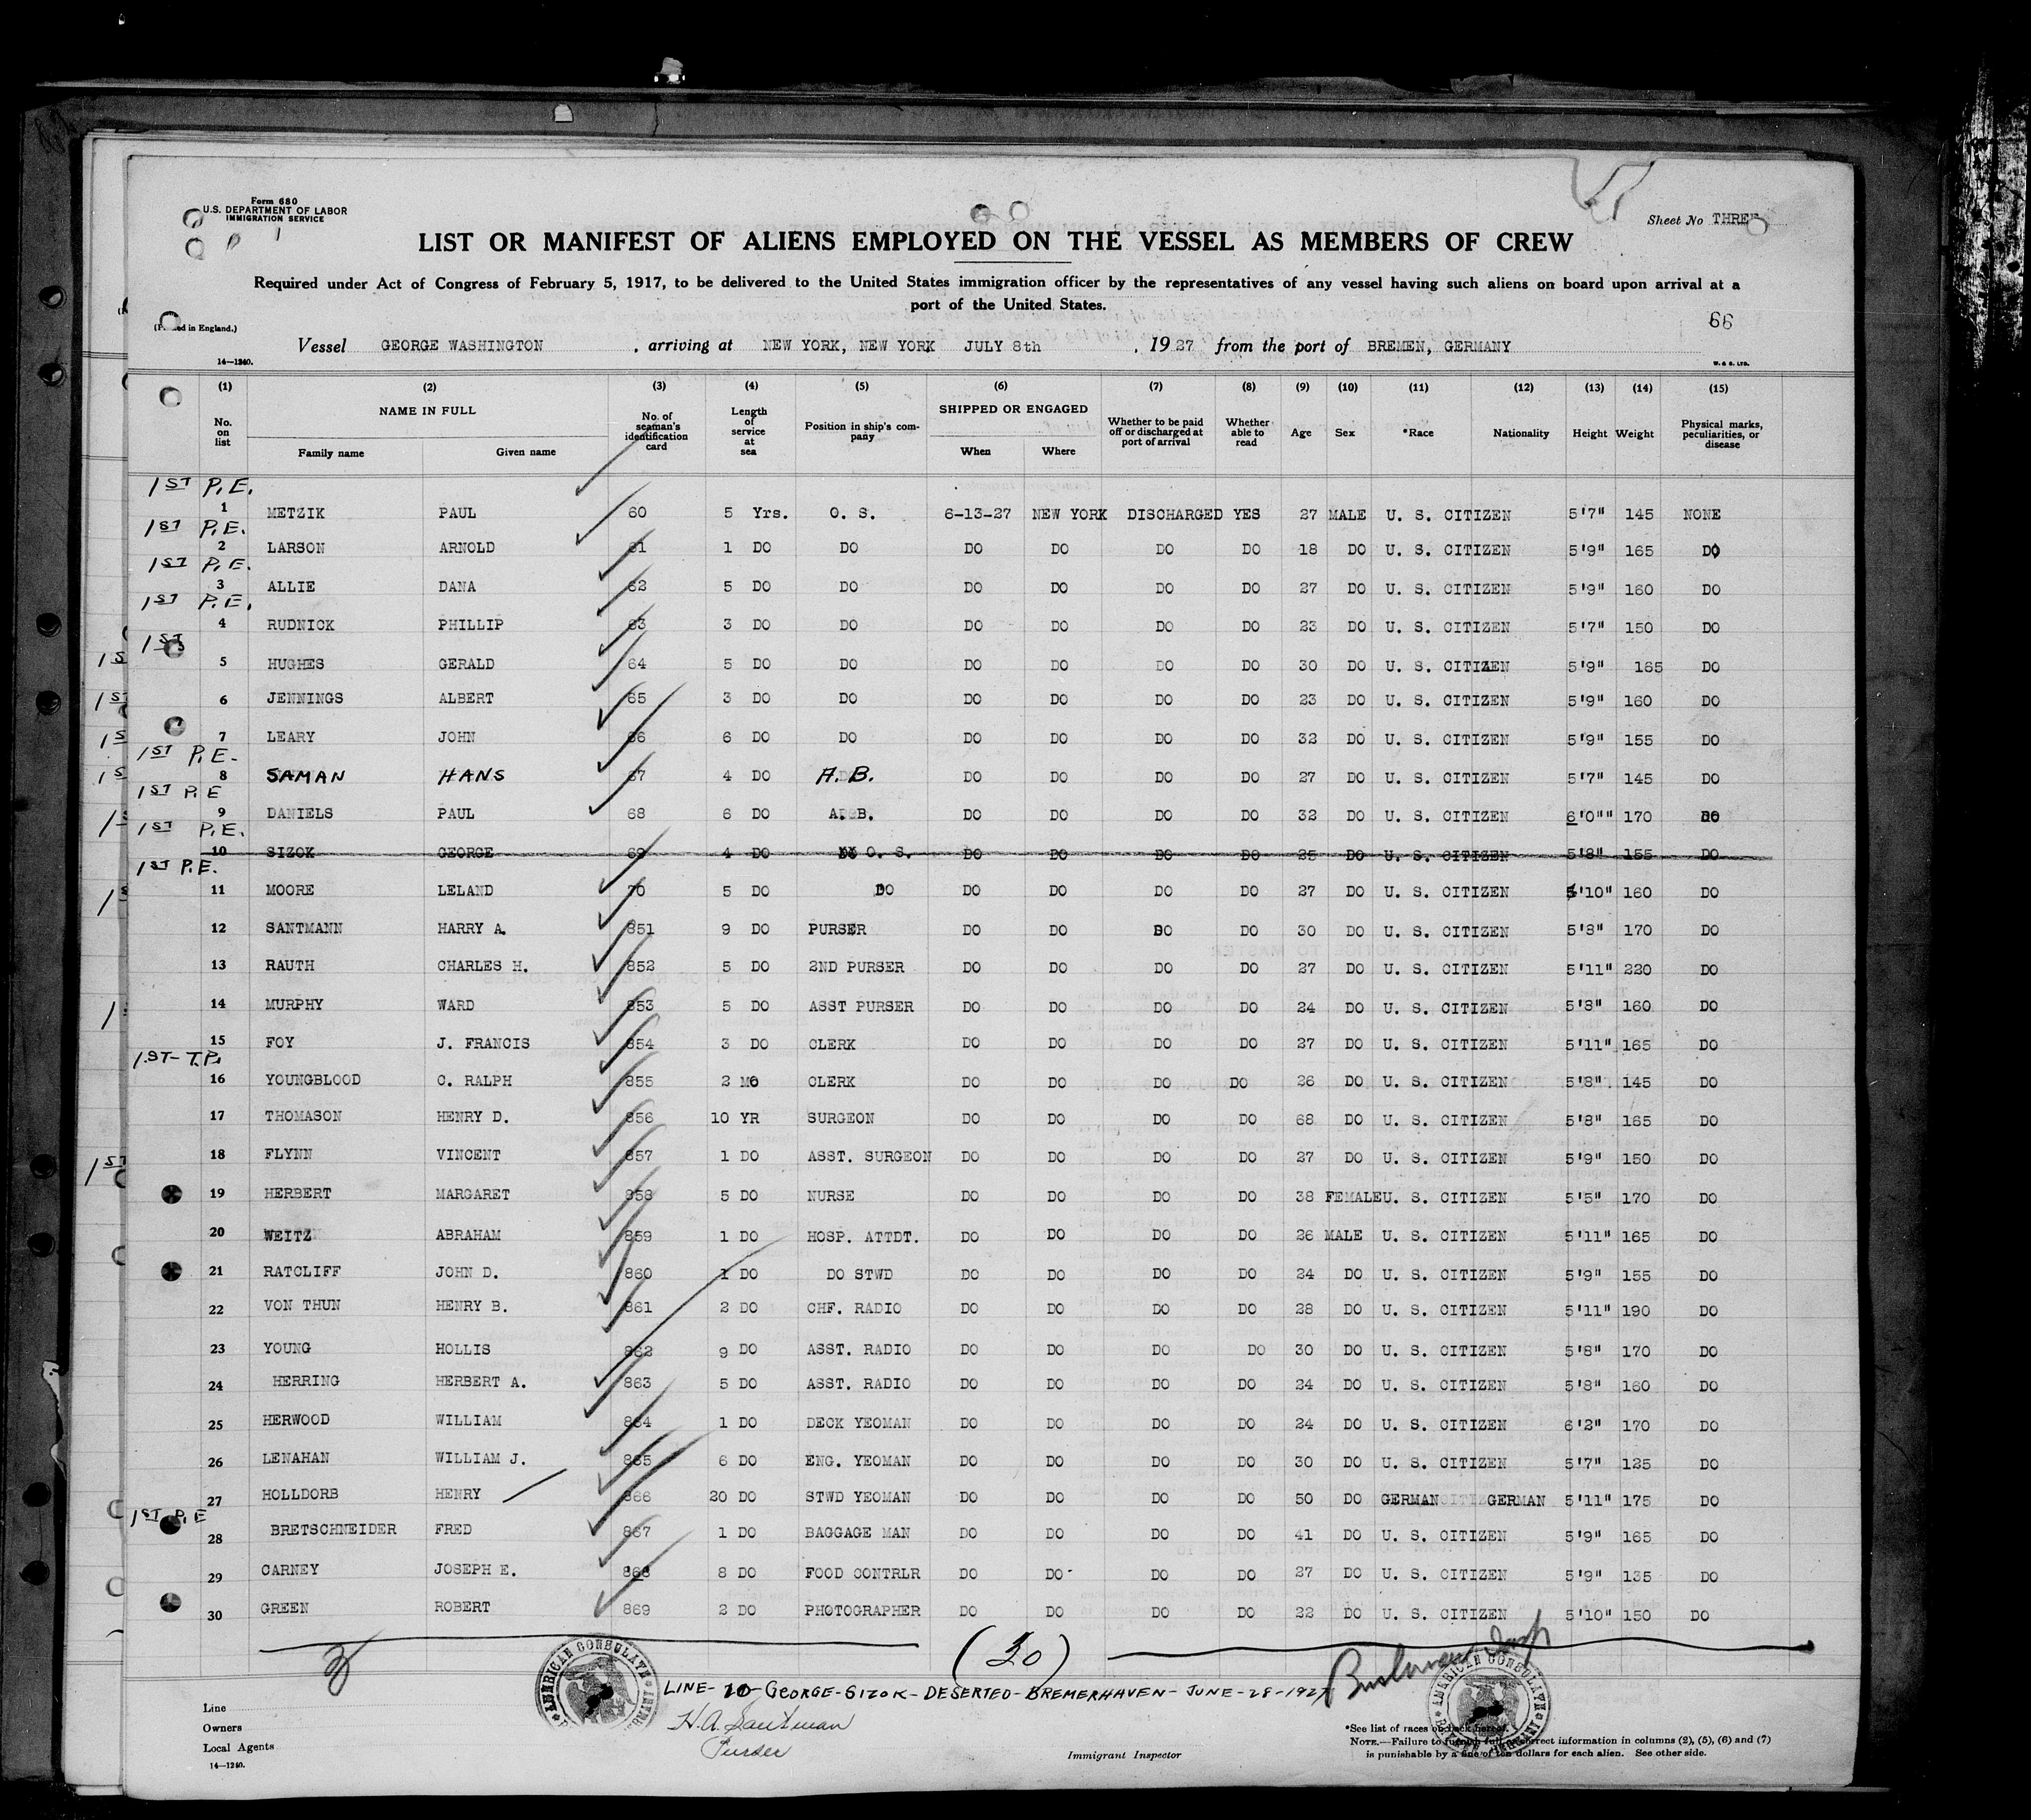 Form 680
U.S. DEPARTMENT OF LABOR
IMMIGRATION SERVICE
Sheet No THREE
LIST OR MANIFEST OF ALIENS EMPLOYED ON THE VESSEL AS MEMBERS OF CREW
Required under Act of Congress of February 5, 1917, to be delivered to the United States immigration officer by the representatives of any vessel having such aliens on board upon arrival at a
port of the United States.
66
(Printed in England.)
Vessel GEORGE WASHINGTON , arriving at NEW YORK, NEW YORK JULY 8th , 1927 from the port of BREMEN, GERMANY
14—1240. W. & S. LTD.
(1) (2) (3) (4) (5) (6) (7) (8) (9) (10) (11) (12) (13) (14) (15)
No. on list NAME IN FULL Family name Given name No. of seaman's identification card Length of service at sea Position in ship's company SHIPPED OR ENGAGED When Where Whether to be paid off or discharged at port of arrival Whether able to read Age Sex *Race Nationality Height Weight Physical marks, peculiarities, or disease
1ST P.E.
1 METZIK PAUL 60 5 Yrs. O. S. 6-13-27 NEW YORK DISCHARGED YES 27 MALE U. S. CITIZEN 5'7" 145 NONE
1ST P.E.
2 LARSON ARNOLD 61 1 DO DO DO DO DO DO 18 DO U. S. CITIZEN 5'9" 165 DO
1ST P.E.
3 ALLIE DANA 62 5 DO DO DO DO DO DO 27 DO U. S. CITIZEN 5'9" 160 DO
1ST P.E.
4 RUDNICK PHILLIP 63 3 DO DO DO DO DO DO 23 DO U. S. CITIZEN 5'7" 150 DO
1ST
5 HUGHES GERALD 64 5 DO DO DO DO DO DO 30 DO U. S. CITIZEN 5'9" 165 DO
6 JENNINGS ALBERT 65 3 DO DO DO DO DO DO 23 DO U. S. CITIZEN 5'9" 160 DO
7 LEARY JOHN 66 6 DO DO DO DO DO DO 32 DO U. S. CITIZEN 5'9" 155 DO
1ST P.E.
8 SAMAN HANS 67 4 DO A.B. DO DO DO DO 27 DO U. S. CITIZEN 5'7" 145 DO
1ST P.E
9 DANIELS PAUL 68 6 DO A. B. DO DO DO DO 32 DO U. S. CITIZEN 6'0"" 170 DO
1ST P.E.
10 SIZOK GEORGE 69 4 DO O. S. DO DO DO DO 25 DO U. S. CITIZEN 5'8" 155 DO
1ST P.E.
11 MOORE LELAND 70 5 DO DO DO DO DO DO 27 DO U. S. CITIZEN 5'10" 160 DO
12 SANTMANN HARRY A. 851 9 DO PURSER DO DO DO DO 30 DO U. S. CITIZEN 5'8" 170 DO
13 RAUTH CHARLES H. 852 5 DO 2ND PURSER DO DO DO DO 27 DO U. S. CITIZEN 5'11" 220 DO
14 MURPHY WARD 853 5 DO ASST PURSER DO DO DO DO 24 DO U. S. CITIZEN 5'8" 160 DO
15 FOY J. FRANCIS 854 3 DO CLERK DO DO DO DO 27 DO U. S. CITIZEN 5'11" 165 DO
1ST-T.P.
16 YOUNGBLOOD C. RALPH 855 2 MO CLERK DO DO DO DO 26 DO U. S. CITIZEN 5'8" 145 DO
17 THOMASON HENRY D. 856 10 YR SURGEON DO DO DO DO 68 DO U. S. CITIZEN 5'8" 165 DO
18 FLYNN VINCENT 857 1 DO ASST. SURGEON DO DO DO DO 27 DO U. S. CITIZEN 5'9" 150 DO
19 HERBERT MARGARET 858 5 DO NURSE DO DO DO DO 38 FEMALE U. S. CITIZEN 5'5" 170 DO
20 WEITZ ABRAHAM 859 1 DO HOSP. ATTDT. DO DO DO DO 26 MALE U. S. CITIZEN 5'11" 165 DO
21 RATCLIFF JOHN D. 860 1 DO DO STWD DO DO DO DO 24 DO U. S. CITIZEN 5'9" 155 DO
22 VON THUN HENRY B. 861 2 DO CHF. RADIO DO DO DO DO 28 DO U. S. CITIZEN 5'11" 190 DO
23 YOUNG HOLLIS 862 9 DO ASST. RADIO DO DO DO DO 30 DO U. S. CITIZEN 5'8" 170 DO
24 HERRING HERBERT A. 863 5 DO ASST. RADIO DO DO DO DO 24 DO U. S. CITIZEN 5'8" 160 DO
25 HERWOOD WILLIAM 864 1 DO DECK YEOMAN DO DO DO DO 24 DO U. S. CITIZEN 6'2" 170 DO
26 LENAHAN WILLIAM J. 865 6 DO ENG. YEOMAN DO DO DO DO 30 DO U. S. CITIZEN 5'7" 125 DO
27 HOLLDORB HENRY 866 20 DO STWD YEOMAN DO DO DO DO 50 DO GERMAN GERMAN 5'11" 175 DO
1ST P.E
28 BRETSCHNEIDER FRED 867 1 DO BAGGAGE MAN DO DO DO DO 41 DO U. S. CITIZEN 5'9" 165 DO
29 CARNEY JOSEPH E. 868 8 DO FOOD CONTRLR DO DO DO DO 27 DO U. S. CITIZEN 5'9" 135 DO
30 GREEN ROBERT 869 2 DO PHOTOGRAPHER DO DO DO DO 22 DO U. S. CITIZEN 5'10" 150 DO
(30)
AMERICAN CONSULATE
AMERICAN CONSULATE
LINE-10-GEORGE-SIZOK-DESERTED-BREMERHAVEN-JUNE-28-1927
H.A. Santman
Purser
Line
Owners
Local Agents
14—1240.
Immigrant Inspector
*See list of races on back hereof.
NOTE.—Failure to furnish full or correct information in columns (2), (5), (6) and (7)
is punishable by a fine of ten dollars for each alien. See other side.